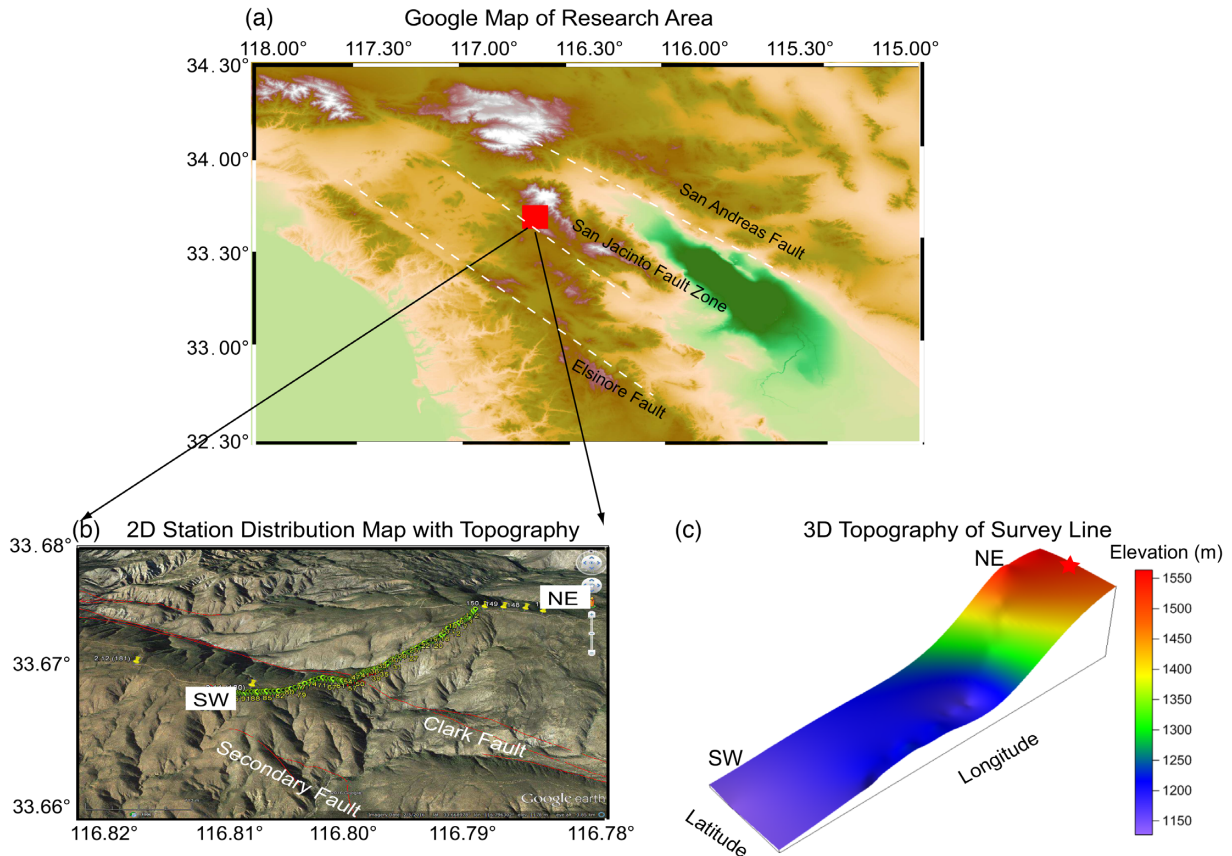 (a) Google Map of Research Area
118.00° 117.30° 117.00° 116.30° 116.00° 115.30° 115.00°
34.30°
34.00°
33.30°
33.00°
32.30°
San Andreas Fault
San Jacinto Fault Zone
Elsinore Fault
(b) 2D Station Distribution Map with Topography
33.68°
33.67°
33.66°
NE
150 149 148
SW
Clark Fault
Secondary Fault
Google earth
116.82° 116.81° 116.80° 116.79° 116.78°
(c) 3D Topography of Survey Line
NE
SW
Latitude
Longitude
Elevation (m)
1550
1500
1450
1400
1350
1300
1250
1200
1150